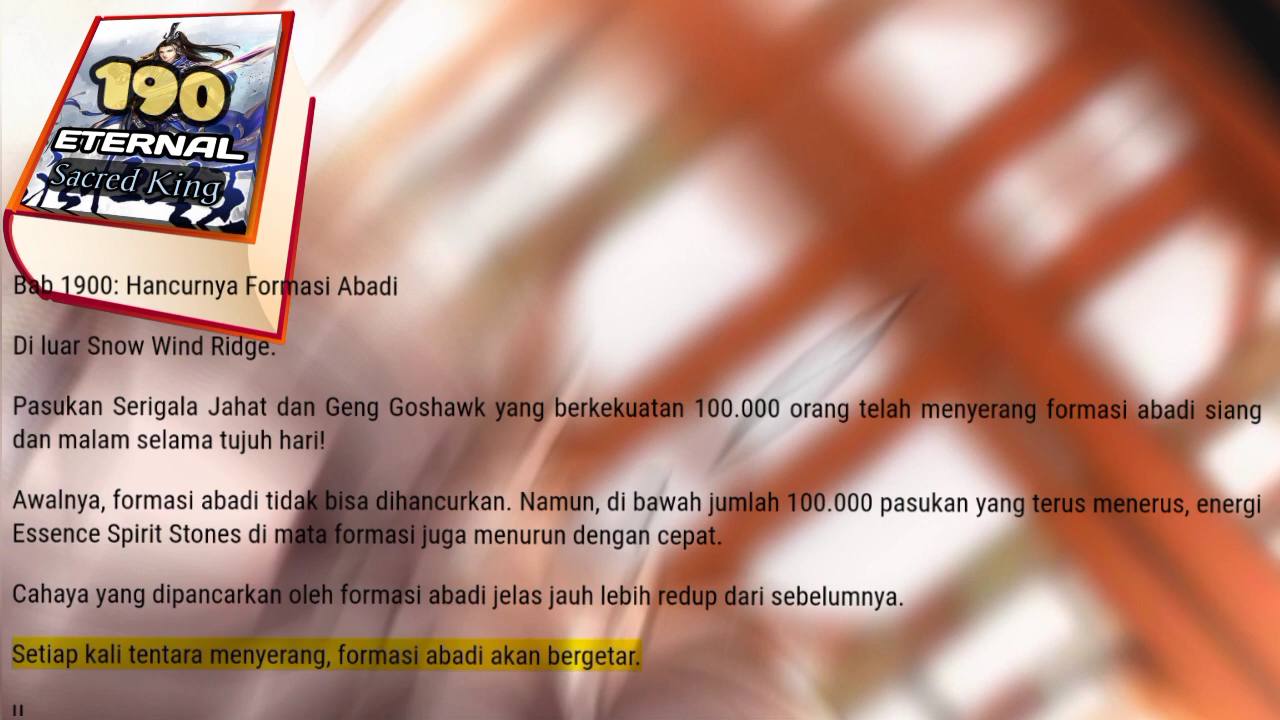 190
ETERNAL
Sacred King
Bab 1900: Hancurnya Formasi Abadi
Di luar Snow Wind Ridge.
Pasukan Serigala Jahat dan Geng Goshawk yang berkekuatan 100.000 orang telah menyerang formasi abadi siang
dan malam selama tujuh hari!
Awalnya, formasi abadi tidak bisa dihancurkan. Namun, di bawah jumlah 100.000 pasukan yang terus menerus, energi
Essence Spirit Stones di mata formasi juga menurun dengan cepat.
Cahaya yang dipancarkan oleh formasi abadi jelas jauh lebih redup dari sebelumnya.
Setiap kali tentara menyerang, formasi abadi akan bergetar.